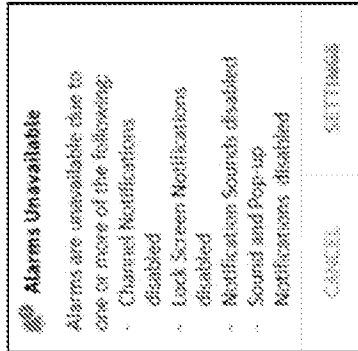 Alarms Unavailable
Alarms are unavailable due to
one or more of the following:
- Channel Notifications
disabled
- Lock Screen Notifications
disabled
- Notification Sounds disabled
- Sound and Pop-up
Notifications disabled
CANCEL SETTINGS